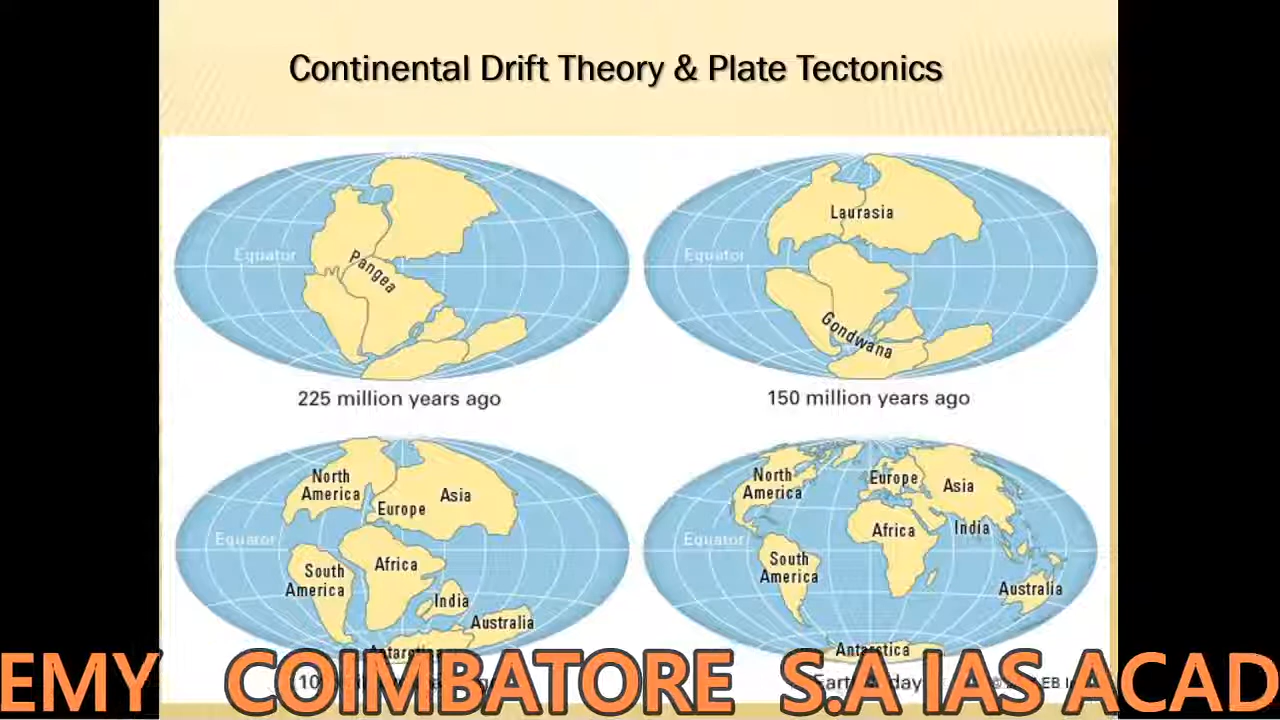 Continental Drift Theory & Plate Tectonics
Equator
Pangea
225 million years ago
Equator
Laurasia
Gondwana
150 million years ago
North America
Europe
Asia
Equator
South America
Africa
India
Australia
North America
Europe
Asia
Equator
Africa
India
South America
Australia
Antarctica
EMY COIMBATORE S.A IAS ACAD